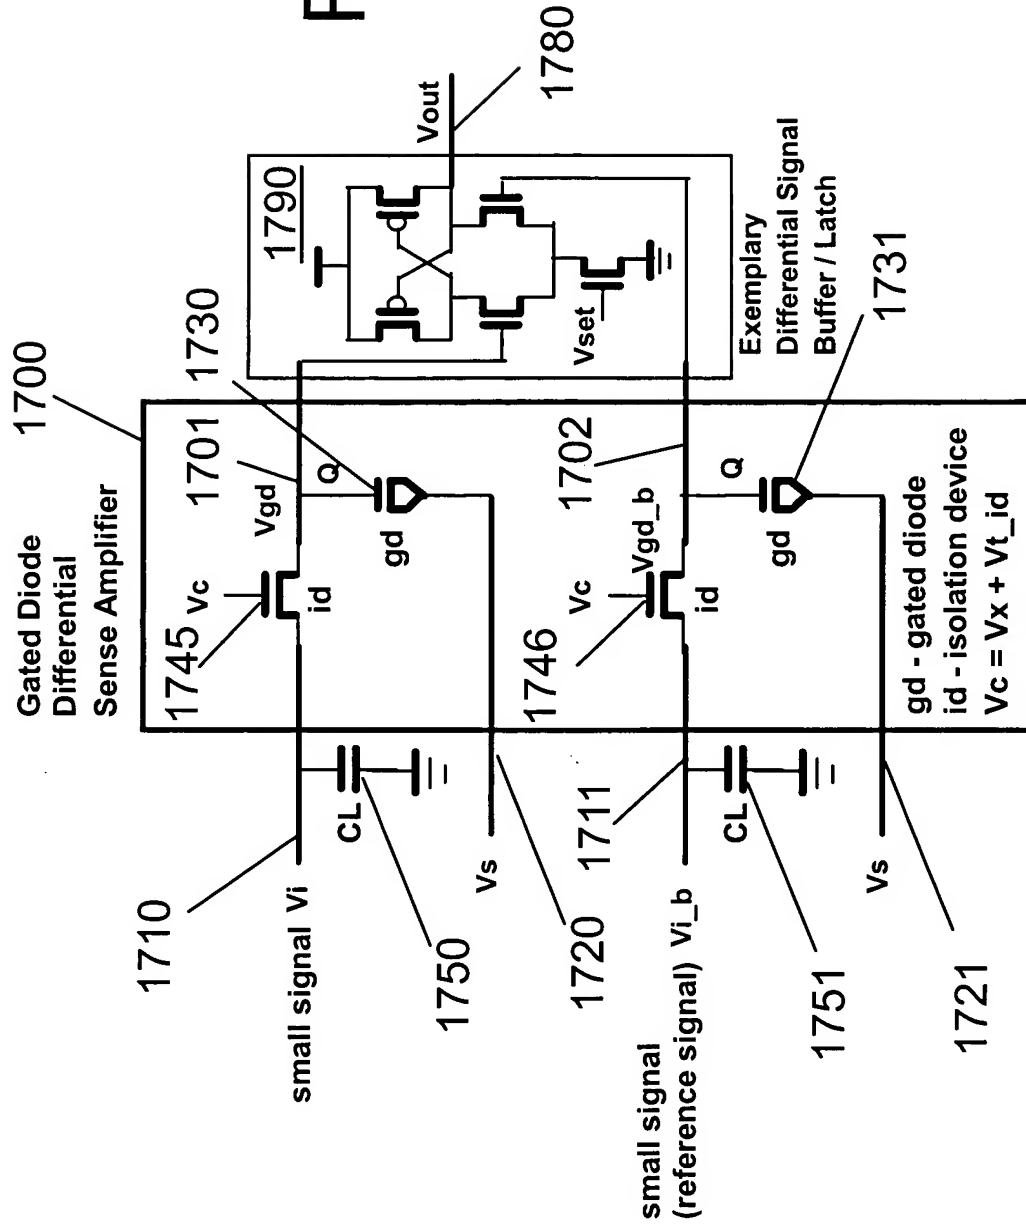 F
Gated Diode
Differential
Sense Amplifier
1700
1710
small signal Vi
1745
Vc
id
Vgd
1701
Q
gd
1730
1790
Vout
1780
CL
1750
Vs
1720
Vset
Exemplary
Differential Signal
Buffer / Latch
1731
small signal
(reference signal) Vi_b
1711
1746
Vc
id
Vgd_b
1702
Q
gd
CL
1751
Vs
1721
gd - gated diode
id - isolation device
Vc = Vx + Vt_id